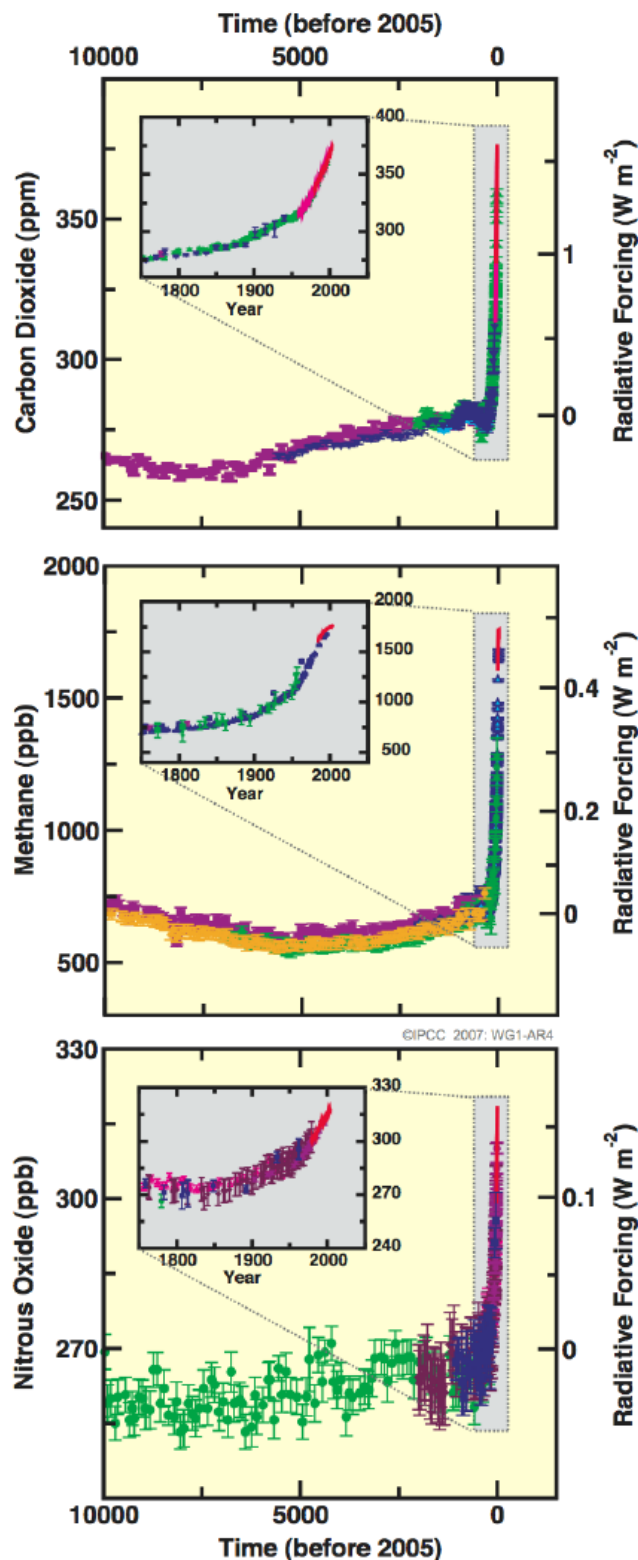 Time (before 2005)
10000 5000 0
Carbon Dioxide (ppm)
350
300
250
400
350
300
1800 1900 2000
Year
1
0
Radiative Forcing (W m-2)
Methane (ppb)
2000
1500
1000
500
2000
1500
1000
500
1800 1900 2000
Year
0.4
0.2
0
Radiative Forcing (W m-2)
©IPCC 2007: WG1-AR4
Nitrous Oxide (ppb)
330
300
270
330
300
270
240
1800 1900 2000
Year
0.1
0
Radiative Forcing (W m-2)
10000 5000 0
Time (before 2005)